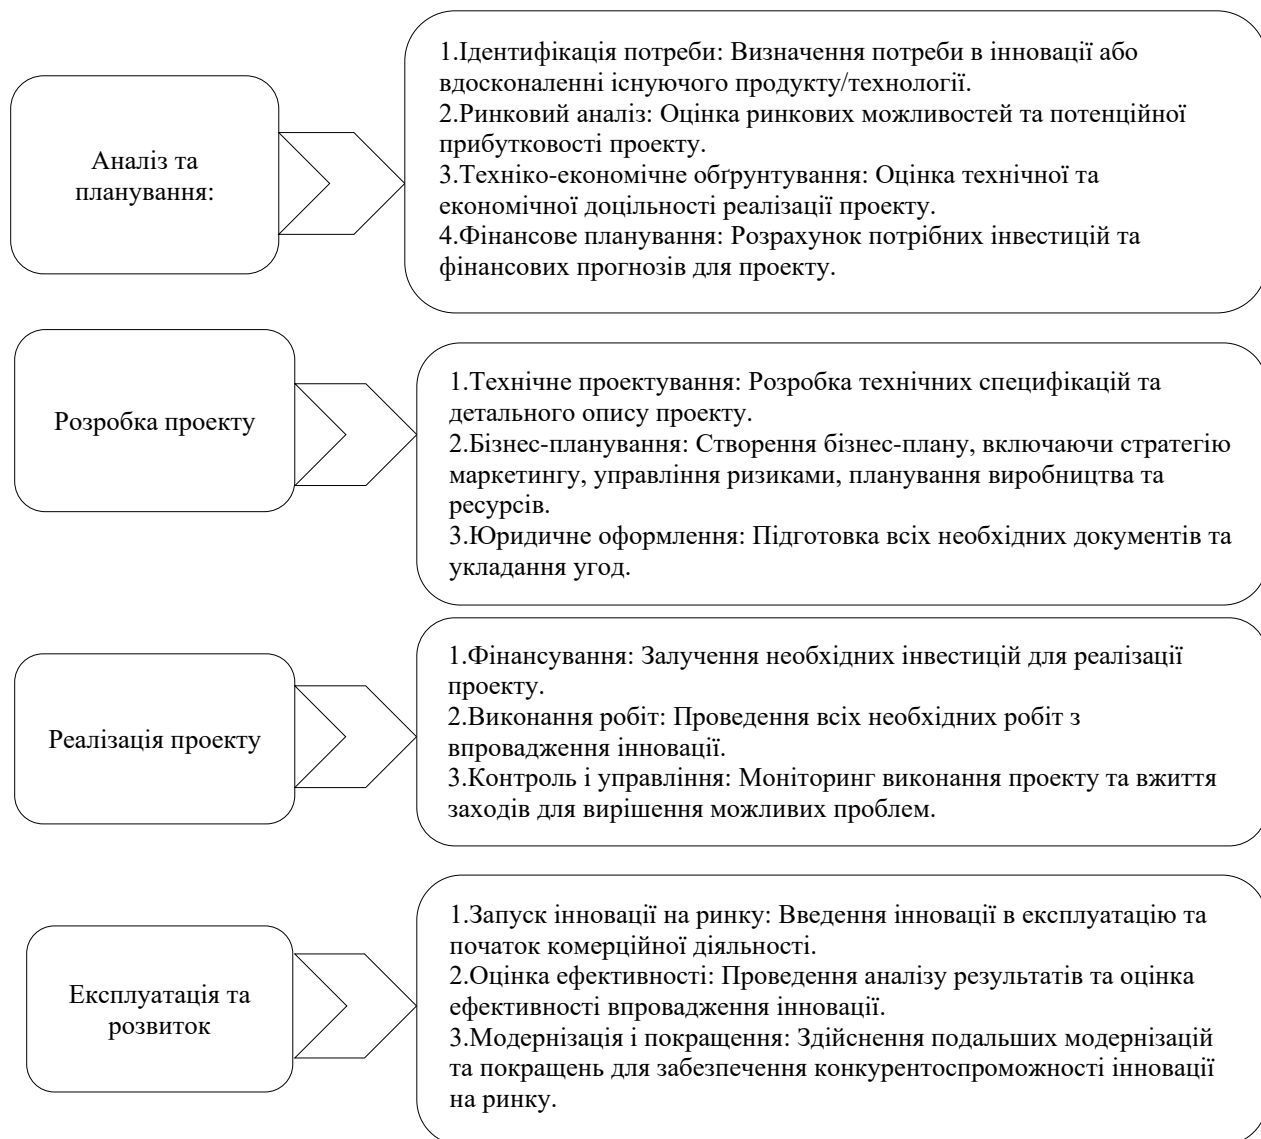 Аналіз та
планування:
1.Ідентифікація потреби: Визначення потреби в інновації або
вдосконаленні існуючого продукту/технології.
2.Ринковий аналіз: Оцінка ринкових можливостей та потенційної
прибутковості проекту.
3.Техніко-економічне обґрунтування: Оцінка технічної та
економічної доцільності реалізації проекту.
4.Фінансове планування: Розрахунок потрібних інвестицій та
фінансових прогнозів для проекту.
Розробка проекту
1.Технічне проектування: Розробка технічних специфікацій та
детального опису проекту.
2.Бізнес-планування: Створення бізнес-плану, включаючи стратегію
маркетингу, управління ризиками, планування виробництва та
ресурсів.
3.Юридичне оформлення: Підготовка всіх необхідних документів та
укладання угод.
Реалізація проекту
1.Фінансування: Залучення необхідних інвестицій для реалізації
проекту.
2.Виконання робіт: Проведення всіх необхідних робіт з
впровадження інновації.
3.Контроль і управління: Моніторинг виконання проекту та вжиття
заходів для вирішення можливих проблем.
Експлуатація та
розвиток
1.Запуск інновації на ринку: Введення інновації в експлуатацію та
початок комерційної діяльності.
2.Оцінка ефективності: Проведення аналізу результатів та оцінка
ефективності впровадження інновації.
3.Модернізація і покращення: Здійснення подальших модернізацій
та покращень для забезпечення конкурентоспроможності інновації
на ринку.